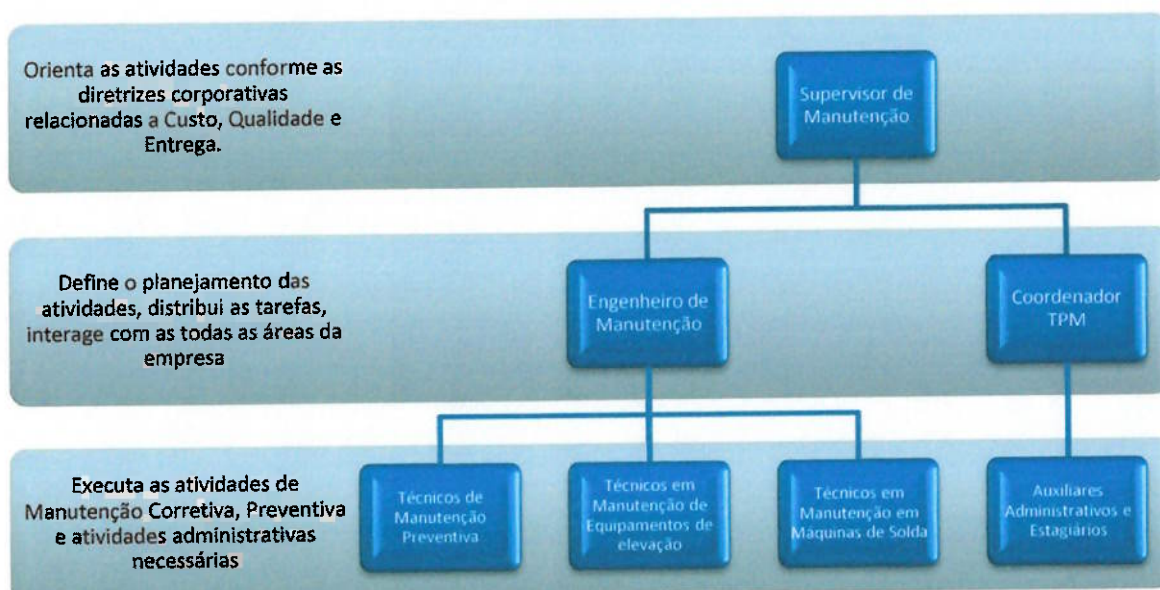 Orienta as atividades conforme as
diretrizes corporativas
relacionadas a Custo, Qualidade e
Entrega.
Supervisor de
Manutenção
Define o planejamento das
atividades, distribui as tarefas,
interage com as todas as áreas da
empresa
Engenheiro de
Manutenção
Coordenador
TPM
Executa as atividades de
Manutenção Corretiva, Preventiva
e atividades administrativas
necessárias
Técnicos de
Manutenção
Preventiva
Técnicos em
Manutenção de
Equipamentos de
elevação
Técnicos em
Manutenção em
Máquinas de Solda
Auxiliares
Administrativos e
Estagiários